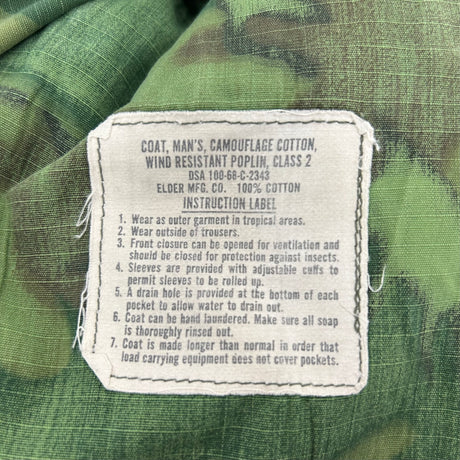 COAT, MAN'S, CAMOUFLAGE COTTON,
WIND RESISTANT POPLIN, CLASS 2
DSA 100-68-C-2343
ELDER MFG. CO. 100% COTTON
INSTRUCTION LABEL
1. Wear as outer garment in tropical areas.
2. Wear outside of trousers.
3. Front closure can be opened for ventilation and
should be closed for protection against insects.
4. Sleeves are provided with adjustable cuffs to
permit sleeves to be rolled up.
5. A drain hole is provided at the bottom of each
pocket to allow water to drain out.
6. Coat can be hand laundered. Make sure all soap
is thoroughly rinsed out.
7. Coat is made longer than normal in order that
load carrying equipment does not cover pockets.